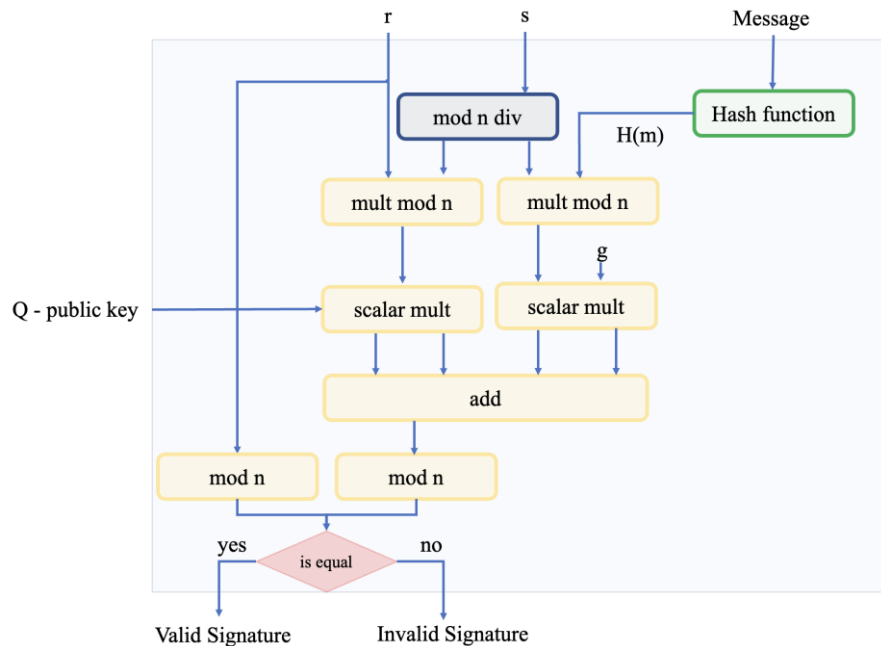 r
s
Message
mod n div
Hash function
H(m)
mult mod n
mult mod n
g
Q - public key
scalar mult
scalar mult
add
mod n
mod n
yes
is equal
no
Valid Signature
Invalid Signature